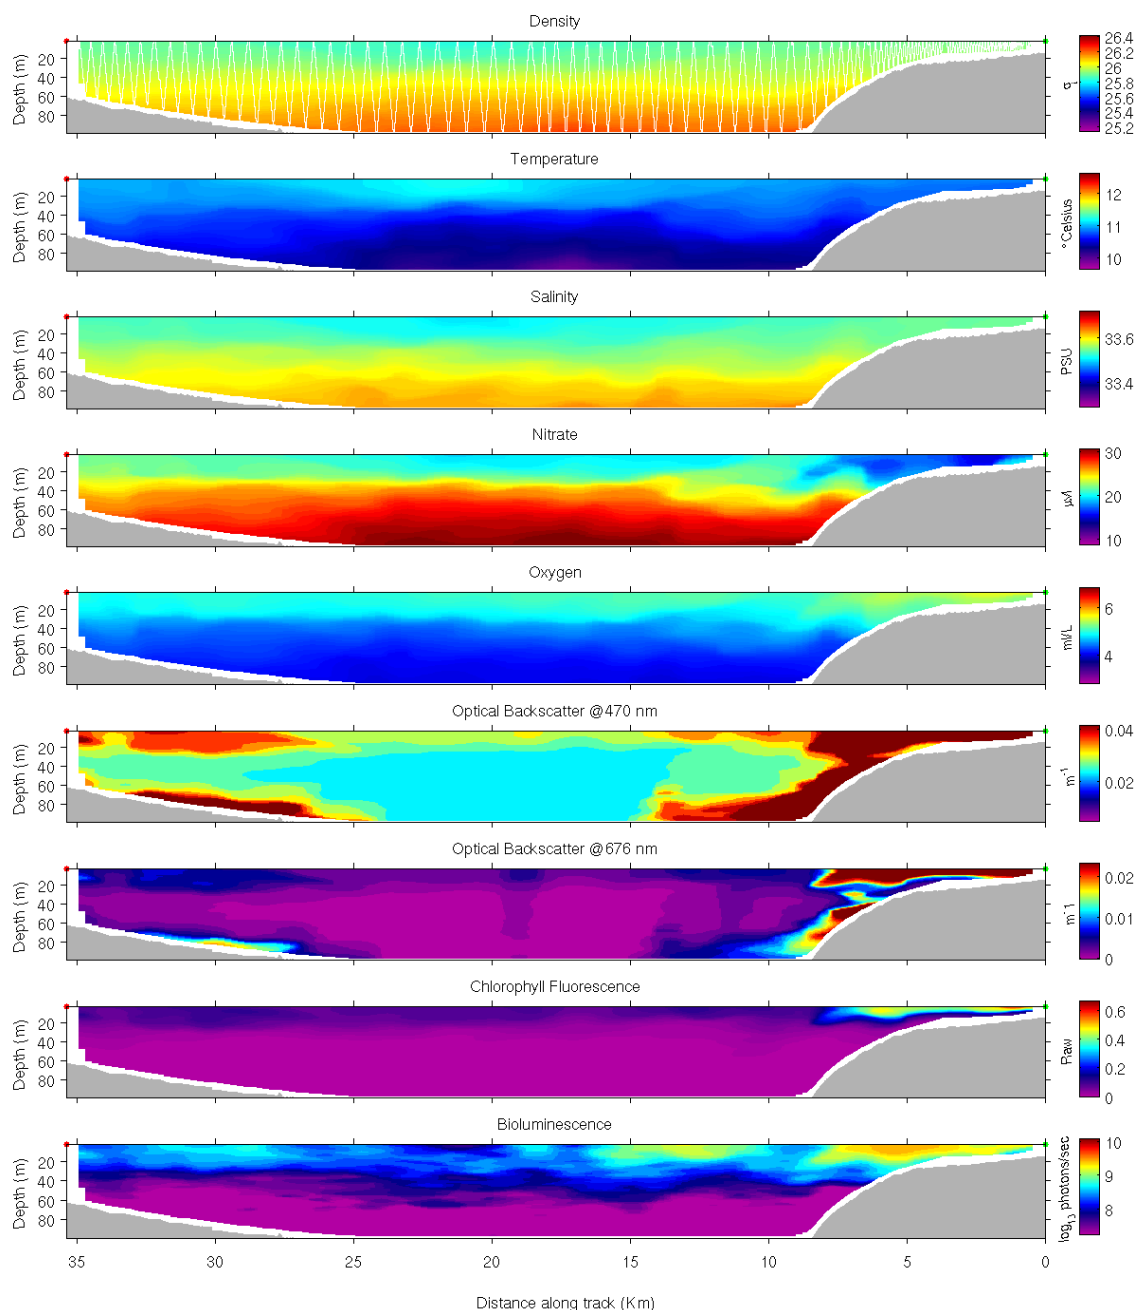 Density
Depth (m)
20
40
60
80
26.4
26.2
26
25.8
25.6
25.4
25.2
σt
Temperature
Depth (m)
20
40
60
80
12
11
10
°Celsius
Salinity
Depth (m)
20
40
60
80
33.6
33.4
PSU
Nitrate
Depth (m)
20
40
60
80
30
20
10
μM
Oxygen
Depth (m)
20
40
60
80
6
4
ml/L
Optical Backscatter @470 nm
Depth (m)
20
40
60
80
0.04
0.02
m-1
Optical Backscatter @676 nm
Depth (m)
20
40
60
80
0.02
0.01
0
m-1
Chlorophyll Fluorescence
Depth (m)
20
40
60
80
0.6
0.4
0.2
0
Raw
Bioluminescence
Depth (m)
20
40
60
80
10
9
8
log10 photons/sec
35 30 25 20 15 10 5 0
Distance along track (Km)